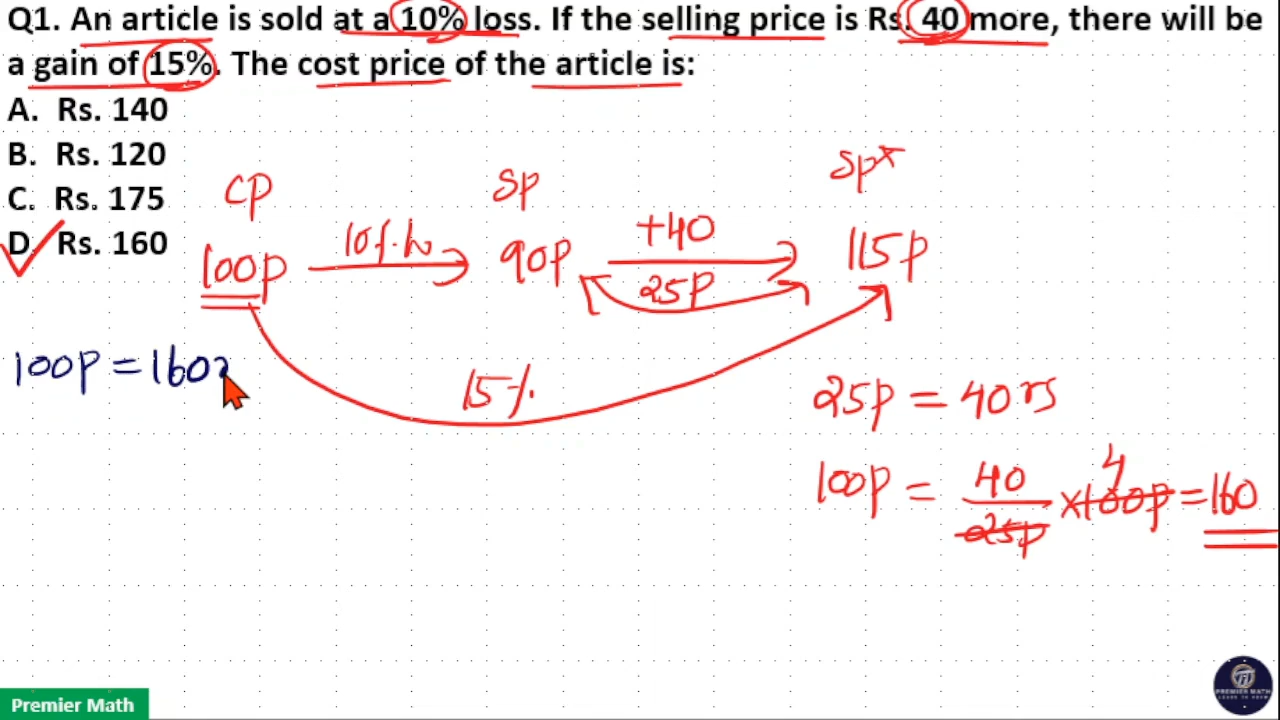 Q1. An article is sold at a 10% loss. If the selling price is Rs. 40 more, there will be
a gain of 15%. The cost price of the article is:
A. Rs. 140
B. Rs. 120
C. Rs. 175
D. Rs. 160
CP SP SP*
100P 90P +40 115P
25P
100P = 160
15%
25P = 40rs
100P = 40/25P × 100P = 160
4
Premier Math
PREMIER MATH